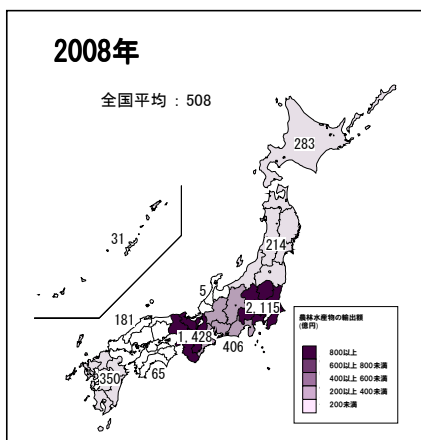 2008年
全国平均 : 508
283
31
214
5
2,115
181
1,428
406
350
65
農林水産物の輸出額
(億円)
800以上
600以上 800未満
400以上 600未満
200以上 400未満
200未満